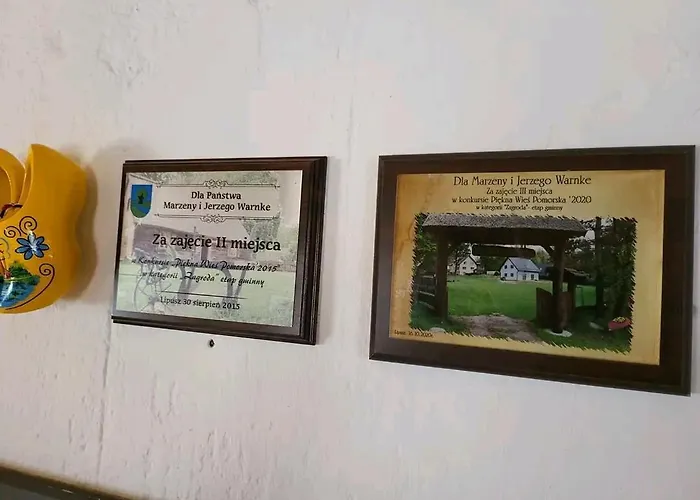 Dla Państwa
Marzeny i Jerzego Warnke
Za zajęcie II miejsca
w Konkursie „Piękna Wieś Pomorska 2015”
w kategorii "Zagroda" etap gminny
Lipusz 30 sierpień 2015
Dla Marzeny i Jerzego Warnke
Za zajęcie III miejsca
w konkursie Piękna Wieś Pomorska '2020
w kategorii "Zagroda"- etap gminny